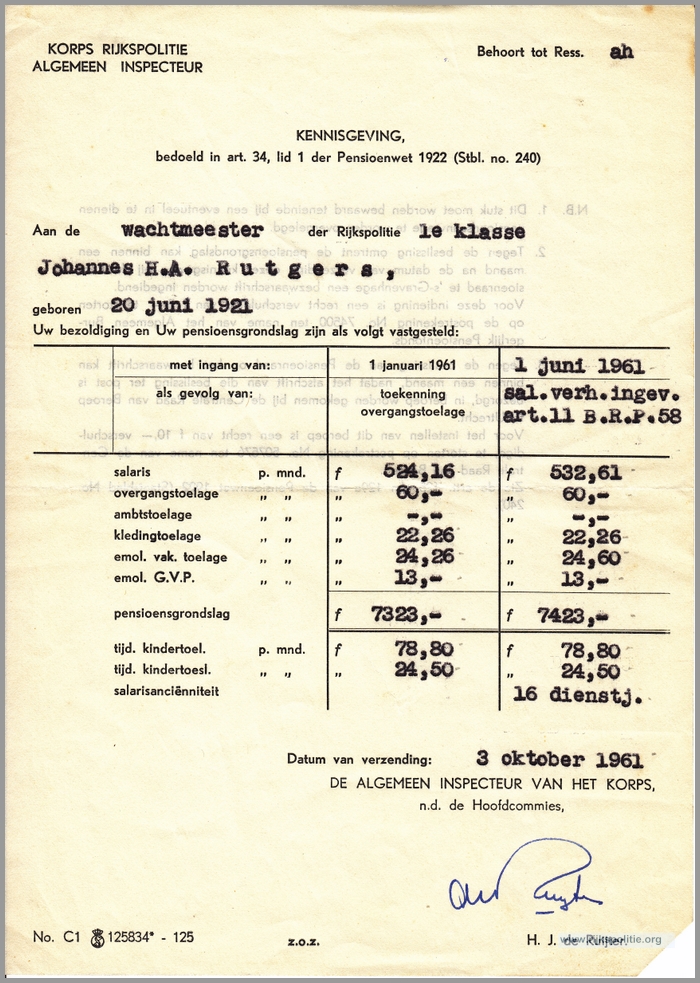 KORPS RIJKSPOLITIE
ALGEMEEN INSPECTEUR
Behoort tot Ress. ah
KENNISGEVING,
bedoeld in art. 34, lid 1 der Pensioenwet 1922 (Stbl. no. 240)
Aan de wachtmeester der Rijkspolitie 1e klasse
Johannes H.A. Rutgers,
geboren 20 juni 1921
Uw bezoldiging en Uw pensioensgrondslag zijn als volgt vastgesteld:
met ingang van: 1 januari 1961 1 juni 1961
als gevolg van: toekenning sal.verh.ingev.
overgangstoelage art.11 B.R.P.58
salaris p. mnd. f 524,16 f 532,61
overgangstoelage „ „ „ 60,- „ 60,-
ambtstoelage „ „ „ -,- „ -,-
kledingtoelage „ „ „ 22,26 „ 22,26
emol. vak. toelage „ „ „ 24,26 „ 24,60
emol. G.V.P. „ „ „ 13,- „ 13,-
pensioensgrondslag f 7323,- f 7423,-
tijd. kindertoel. p. mnd. f 78,80 f 78,80
tijd. kindertoesl. „ „ „ 24,50 „ 24,50
salarisanciënniteit 16 dienstj.
Datum van verzending: 3 oktober 1961
DE ALGEMEEN INSPECTEUR VAN HET KORPS,
n.d. de Hoofdcommies,
No. C1 125834* - 125
z.o.z.
H. J. de Ruijter.
www.Rijkspolitie.org